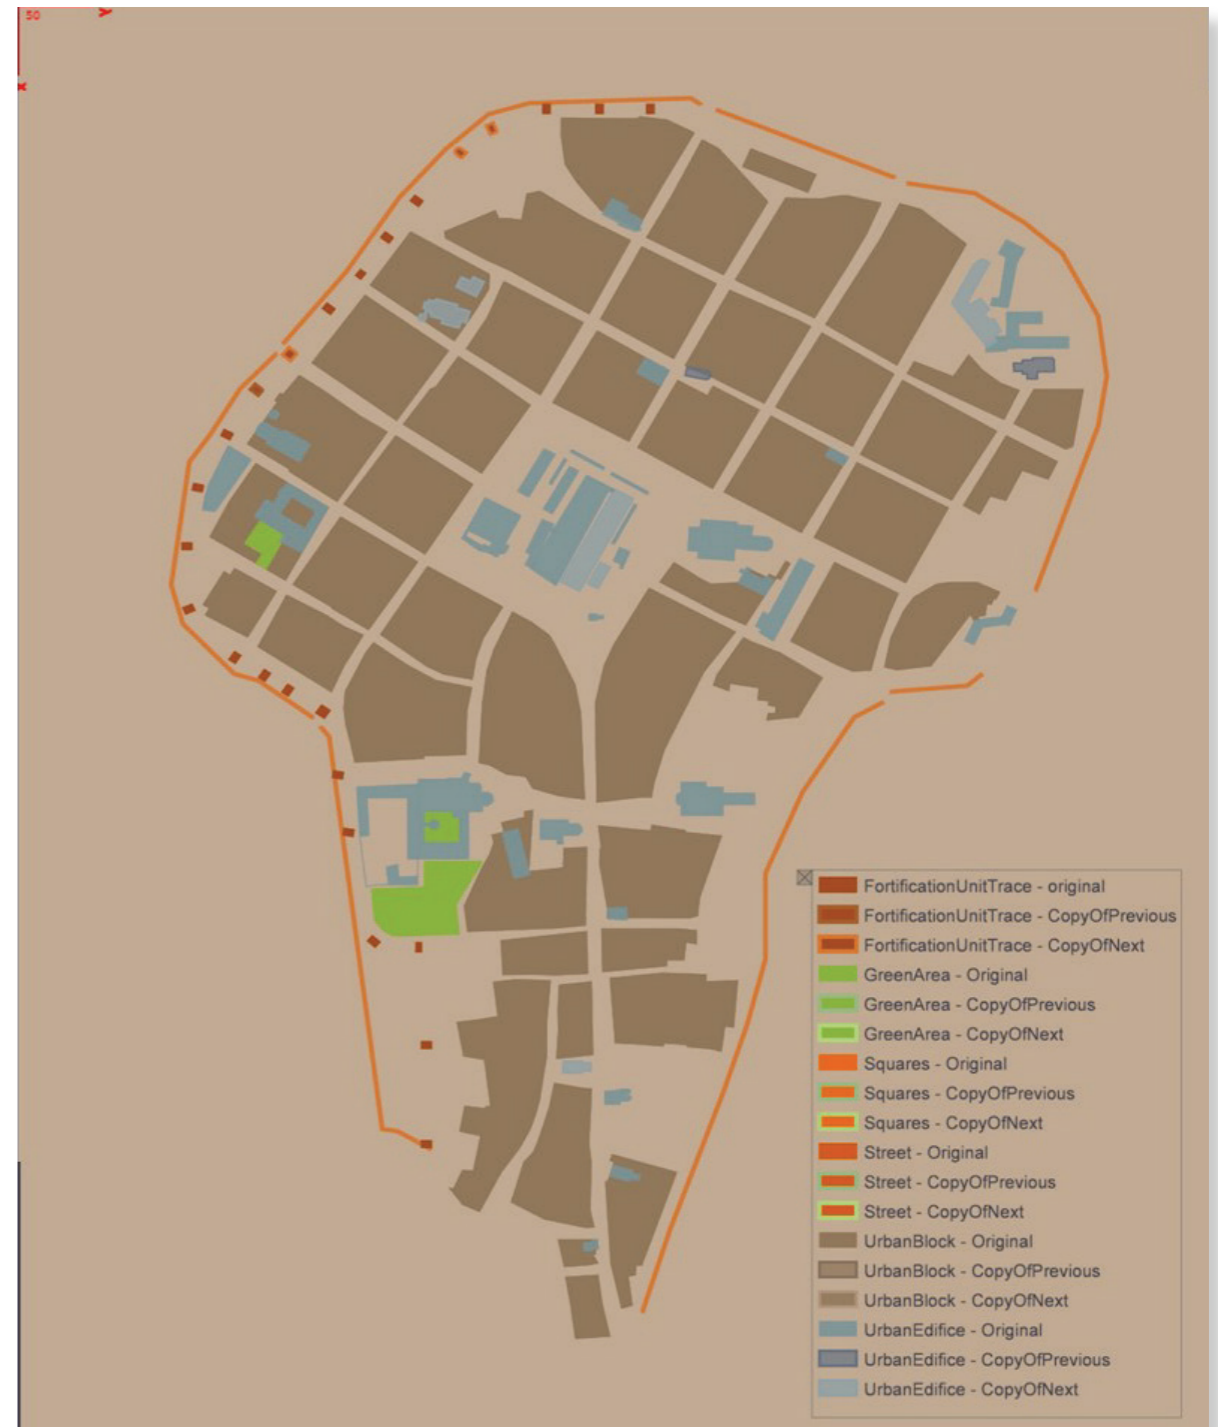 50
Y
X
FortificationUnitTrace - original
FortificationUnitTrace - CopyOfPrevious
FortificationUnitTrace - CopyOfNext
GreenArea - Original
GreenArea - CopyOfPrevious
GreenArea - CopyOfNext
Squares - Original
Squares - CopyOfPrevious
Squares - CopyOfNext
Street - Original
Street - CopyOfPrevious
Street - CopyOfNext
UrbanBlock - Original
UrbanBlock - CopyOfPrevious
UrbanBlock - CopyOfNext
UrbanEdifice - Original
UrbanEdifice - CopyOfPrevious
UrbanEdifice - CopyOfNext